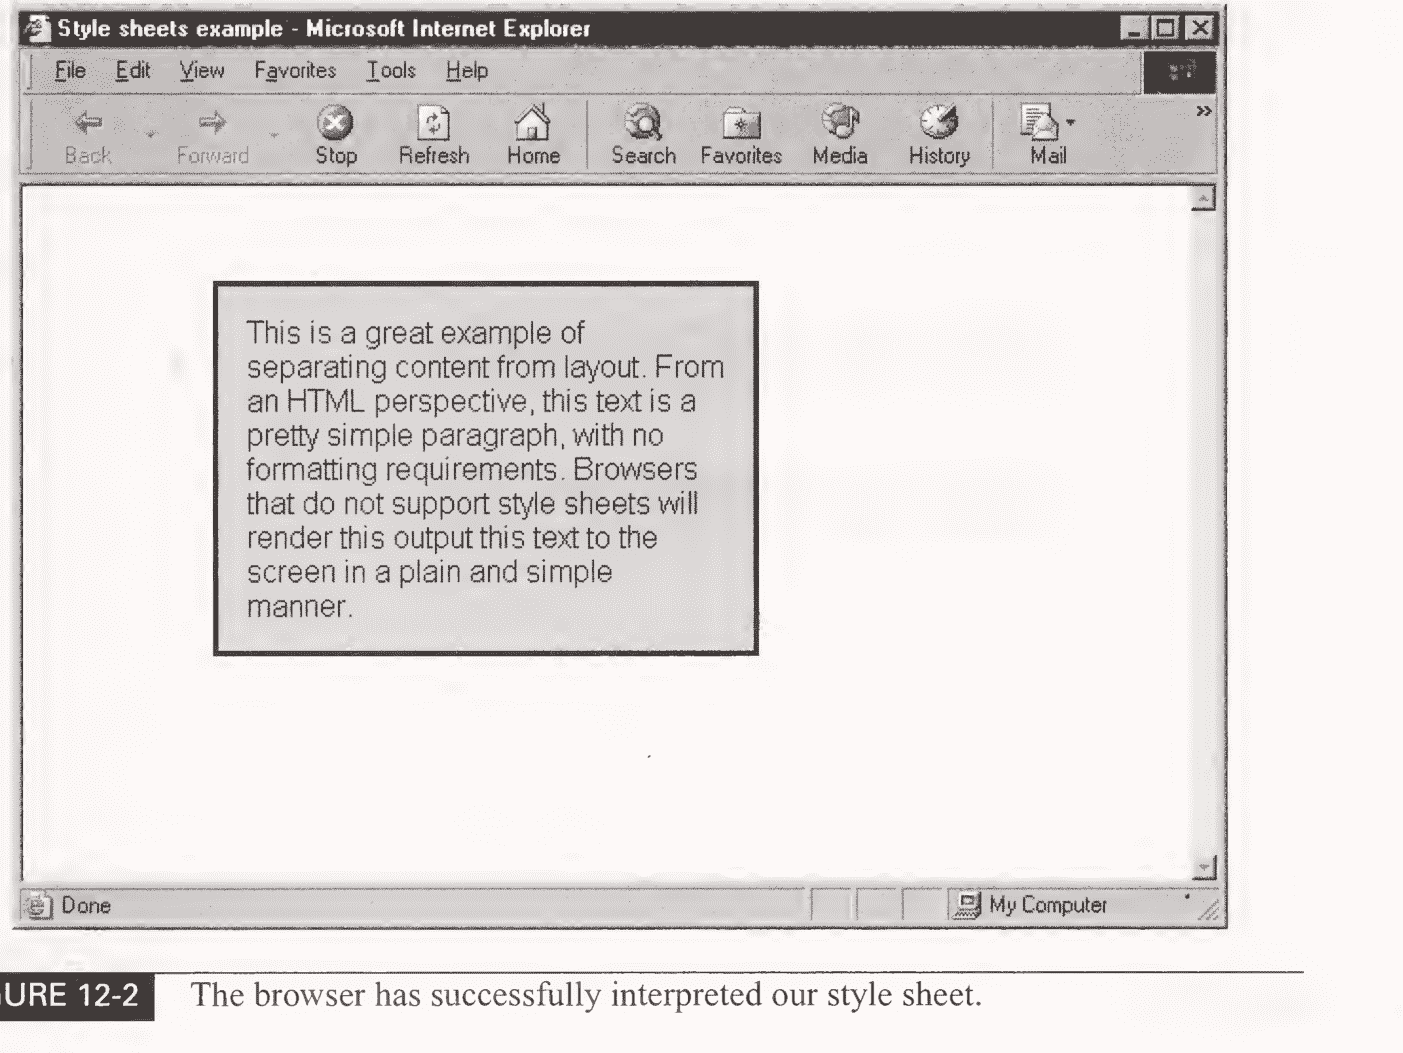 Style sheets example - Microsoft Internet Explorer
File Edit View Favorites Tools Help
Back Forward Stop Refresh Home Search Favorites Media History Mail »
This is a great example of
separating content from layout. From
an HTML perspective, this text is a
pretty simple paragraph, with no
formatting requirements. Browsers
that do not support style sheets will
render this output this text to the
screen in a plain and simple
manner.
Done My Computer
URE 12-2 The browser has successfully interpreted our style sheet.